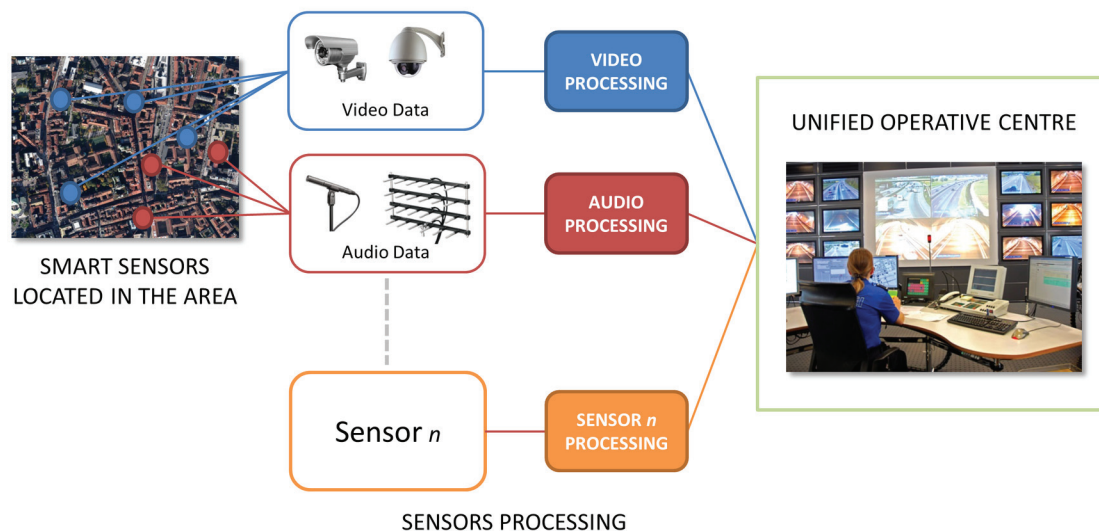 SMART SENSORS
LOCATED IN THE AREA
Video Data
VIDEO
PROCESSING
Audio Data
AUDIO
PROCESSING
Sensor n
SENSOR n
PROCESSING
SENSORS PROCESSING
UNIFIED OPERATIVE CENTRE